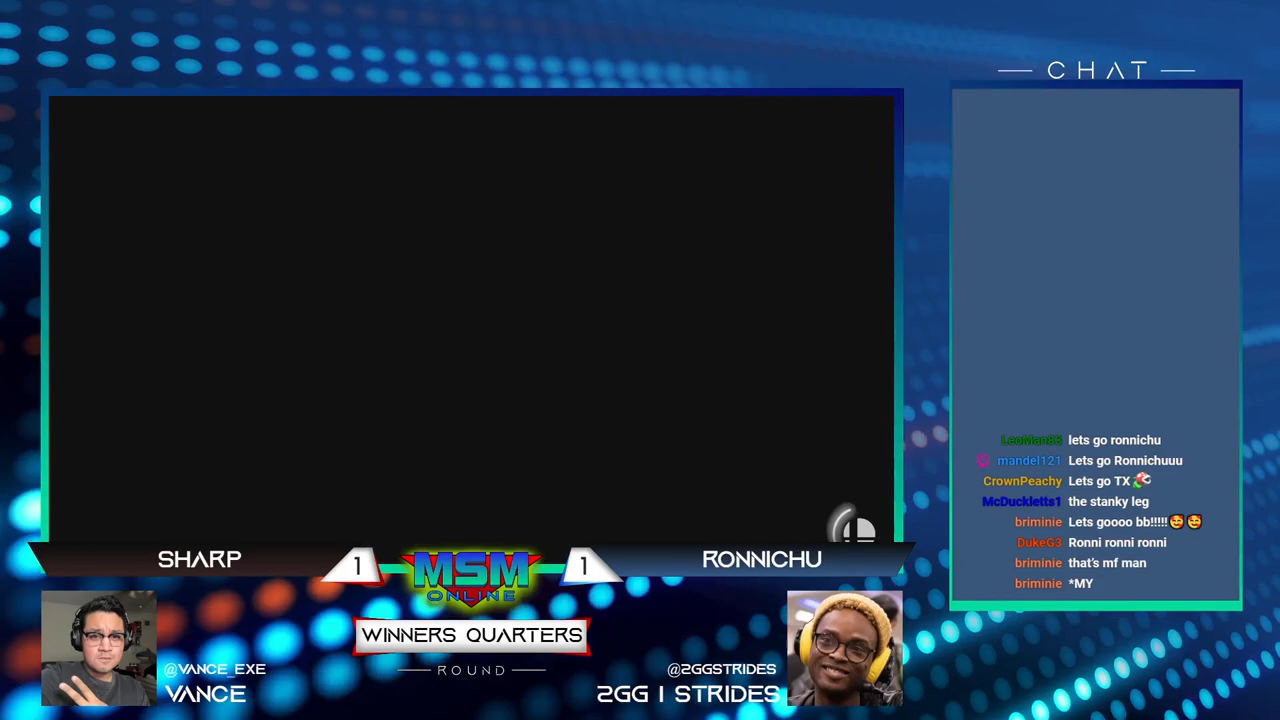 CHAT
LeoMan83 lets go ronnichu
mandel121 Lets go Ronnichuuu
CrownPeachy Lets go TX
McDuckletts1 the stanky leg
briminie Lets goooo bb!!!!!🥰🥰
DukeG3 Ronni ronni ronni
briminie that's mf man
briminie *MY
SHARP 1 MSM 1 RONNICHU
ONLINE
WINNERS QUARTERS
ROUND
@VANCE_EXE
VANCE
@2GGSTRIDES
2GG | STRIDES